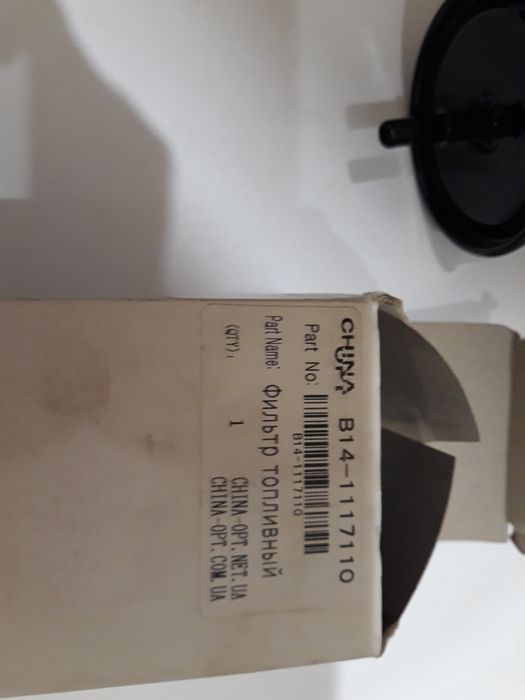 CHINA OPT B14-1117110
Part No:
B14-1117110
Part Name: Фильтр топливный
(QTY): 1 CHINA-OPT.NET.UA
CHINA-OPT.COM.UA